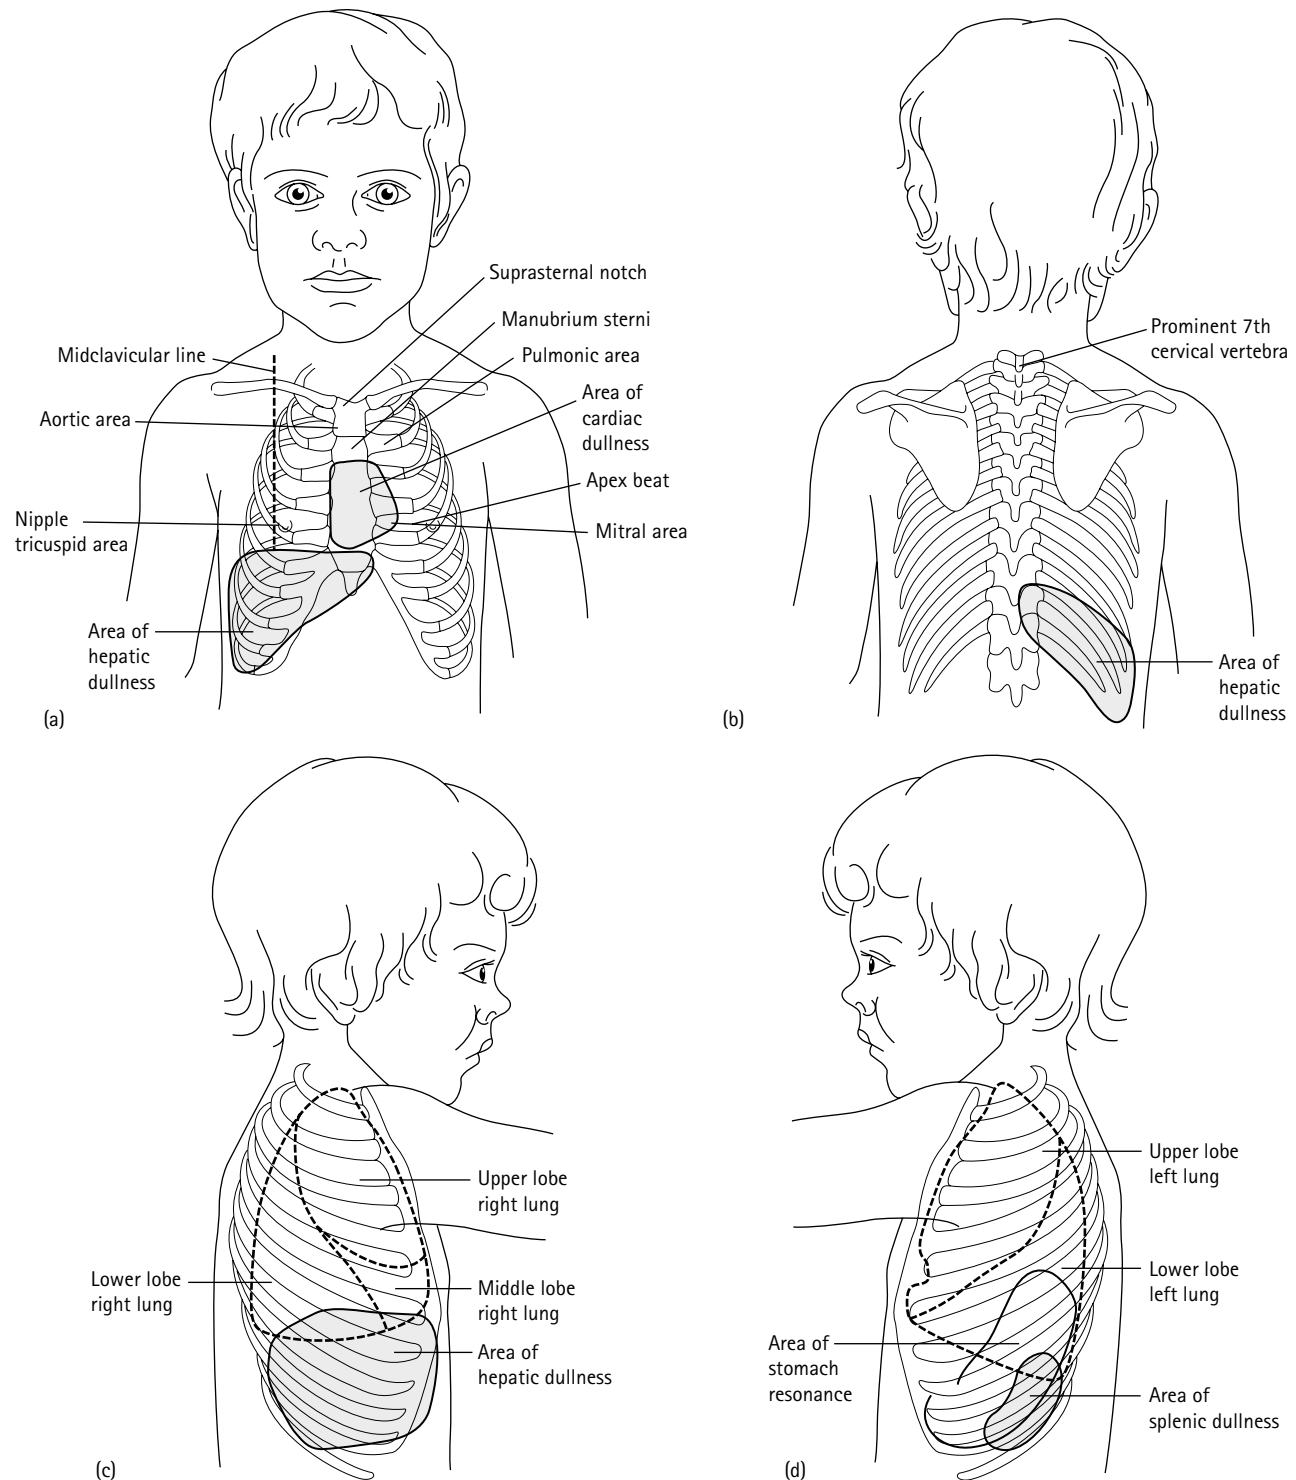 Suprasternal notch
Manubrium sterni
Midclavicular line
Pulmonic area
Aortic area
Area of
cardiac
dullness
Apex beat
Nipple
tricuspid area
Mitral area
Area of
hepatic
dullness
(a)
Prominent 7th
cervical vertebra
Area of
hepatic
dullness
(b)
Upper lobe
right lung
Lower lobe
right lung
Middle lobe
right lung
Area of
hepatic dullness
(c)
Upper lobe
left lung
Lower lobe
left lung
Area of
stomach
resonance
Area of
splenic dullness
(d)